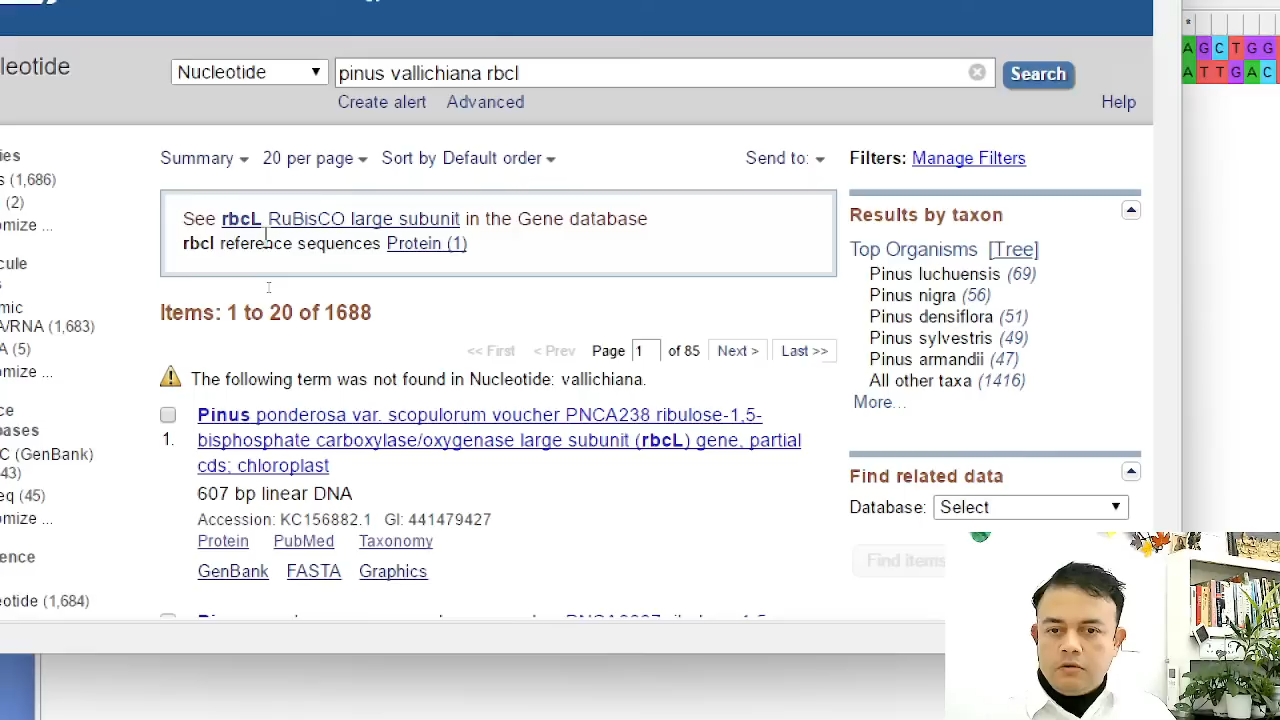 leotide
Nucleotide
pinus vallichiana rbcl
Search
Create alert
Advanced
Help
ies
s (1,686)
(2)
omize ...
cule
s
mic
A/RNA (1,683)
A (5)
omize ...
ce
bases
C (GenBank)
43)
eq (45)
omize ...
ence
otide (1,684)
Summary
20 per page
Sort by Default order
Send to:
See rbcL RuBisCO large subunit in the Gene database
rbcl reference sequences Protein (1)
Items: 1 to 20 of 1688
<< First
< Prev
Page 1 of 85
Next >
Last >>
The following term was not found in Nucleotide: vallichiana.
1.
Pinus ponderosa var. scopulorum voucher PNCA238 ribulose-1,5-
bisphosphate carboxylase/oxygenase large subunit (rbcL) gene, partial
cds; chloroplast
607 bp linear DNA
Accession: KC156882.1 GI: 441479427
Protein
PubMed
Taxonomy
GenBank
FASTA
Graphics
Filters: Manage Filters
Results by taxon
Top Organisms [Tree]
Pinus luchuensis (69)
Pinus nigra (56)
Pinus densiflora (51)
Pinus sylvestris (49)
Pinus armandii (47)
All other taxa (1416)
More...
Find related data
Database: Select
Find items
AGCTGG
ATTGAC